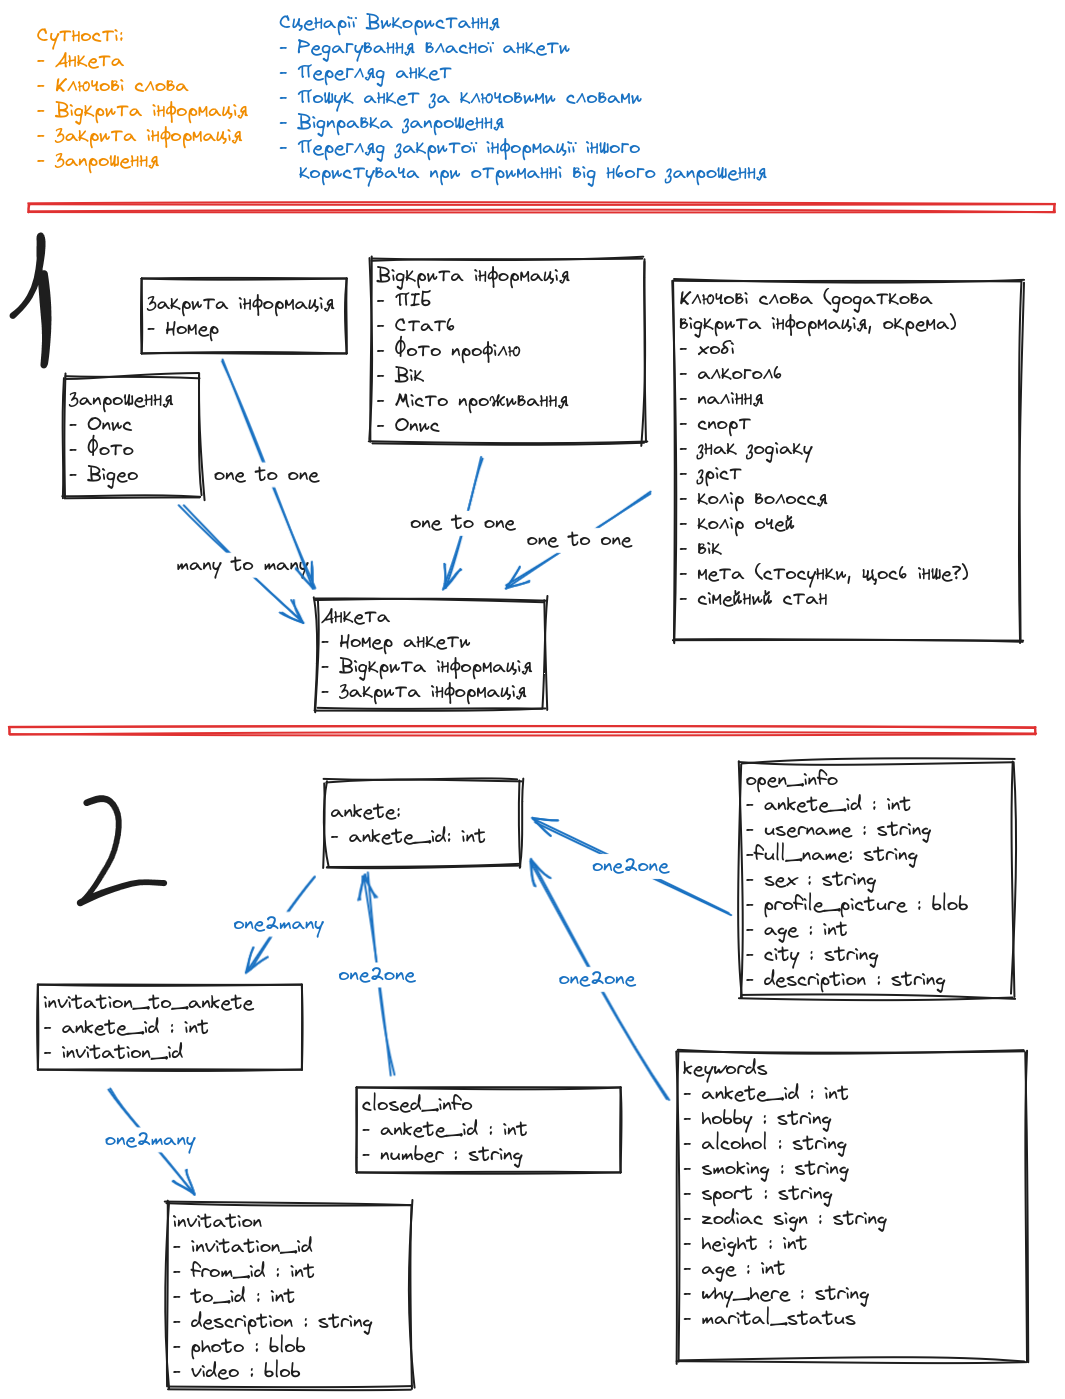 Сутності:
- Анкета
- Ключові слова
- Відкрита інформація
- Закрита інформація
- Запрошення
Сценарії Використання
- Редагування власної анкети
- Перегляд анкет
- Пошук анкет за ключовими словами
- Відправка запрошення
- Перегляд закритої інформації іншого
користувача при отриманні від нього запрошення
1
Закрита інформація
- Номер
Відкрита інформація
- ПІБ
- Стать
- Фото профілю
- Вік
- Місто проживання
- Опис
Ключові слова (додаткова
відкрита інформація, окрема)
- хобі
- алкоголь
- паління
- спорт
- знак зодіаку
- зріст
- колір волосся
- колір очей
- вік
- мета (стосунки, щось інше?)
- сімейний стан
Запрошення
- Опис
- Фото
- Відео
one to one
one to one
one to one
many to many
Анкета
- Номер анкети
- Відкрита інформація
- Закрита інформація
2
ankete:
- ankete_id: int
open_info
- ankete_id : int
- username : string
-full_name: string
- sex : string
- profile_picture : blob
- age : int
- city : string
- description : string
one2one
one2many
one2one
one2one
invitation_to_ankete
- ankete_id : int
- invitation_id
closed_info
- ankete_id : int
- number : string
keywords
- ankete_id : int
- hobby : string
- alcohol : string
- smoking : string
- sport : string
- zodiac sign : string
- height : int
- age : int
- why_here : string
- marital_status
one2many
invitation
- invitation_id
- from_id : int
- to_id : int
- description : string
- photo : blob
- video : blob